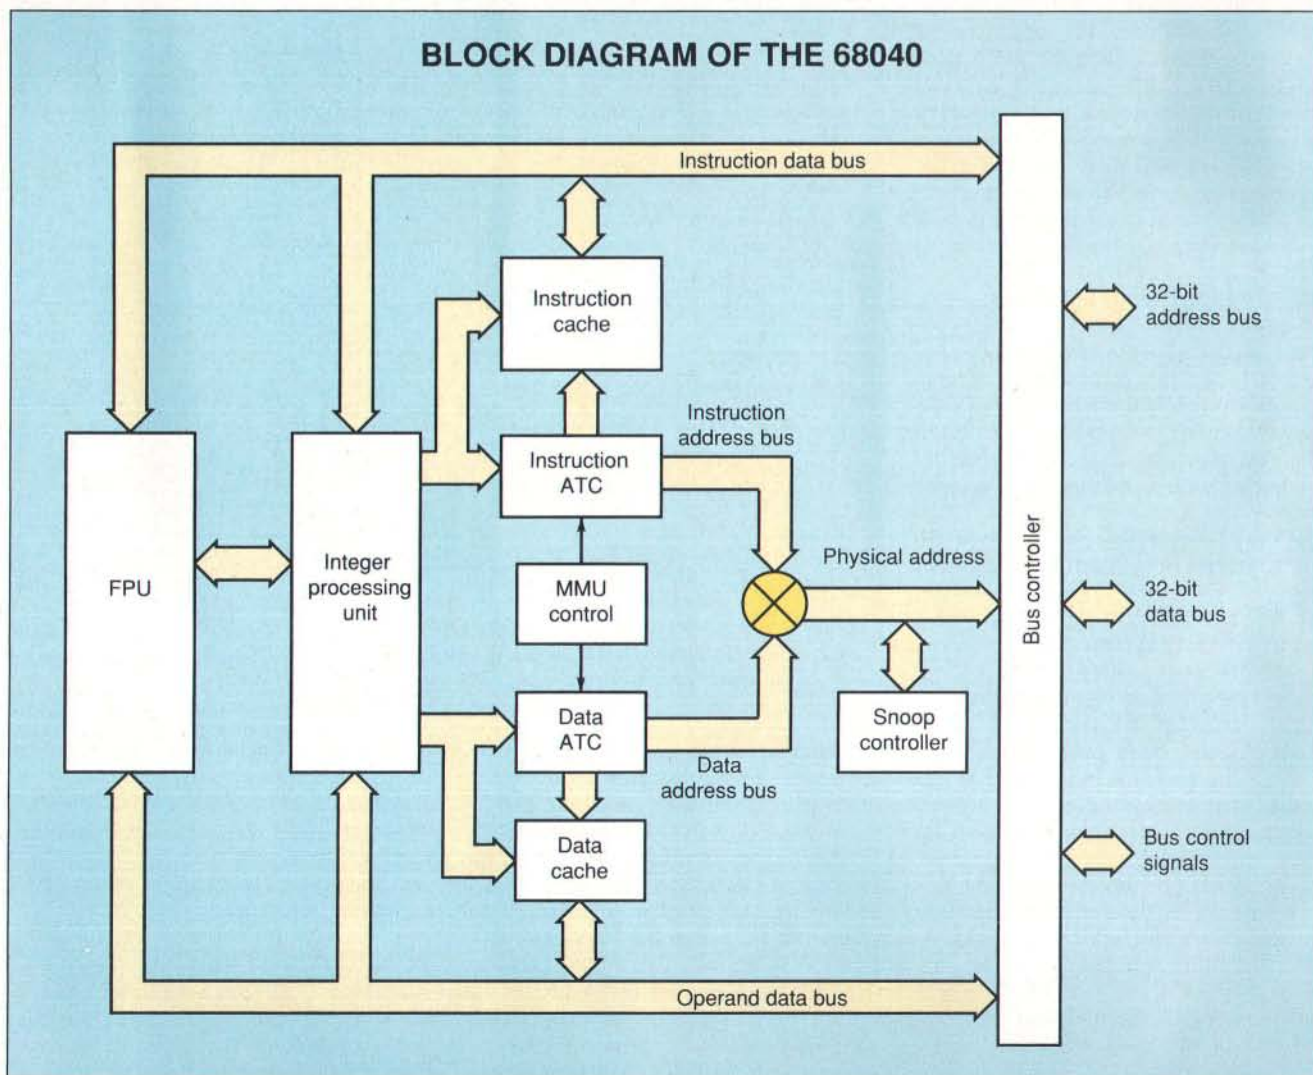 BLOCK DIAGRAM OF THE 68040
Instruction data bus
Instruction
cache
32-bit
address bus
Instruction
address bus
Instruction
ATC
FPU
Integer
processing
unit
MMU
control
Physical address
Bus controller
32-bit
data bus
Data
ATC
Snoop
controller
Data
address bus
Data
cache
Bus control
signals
Operand data bus